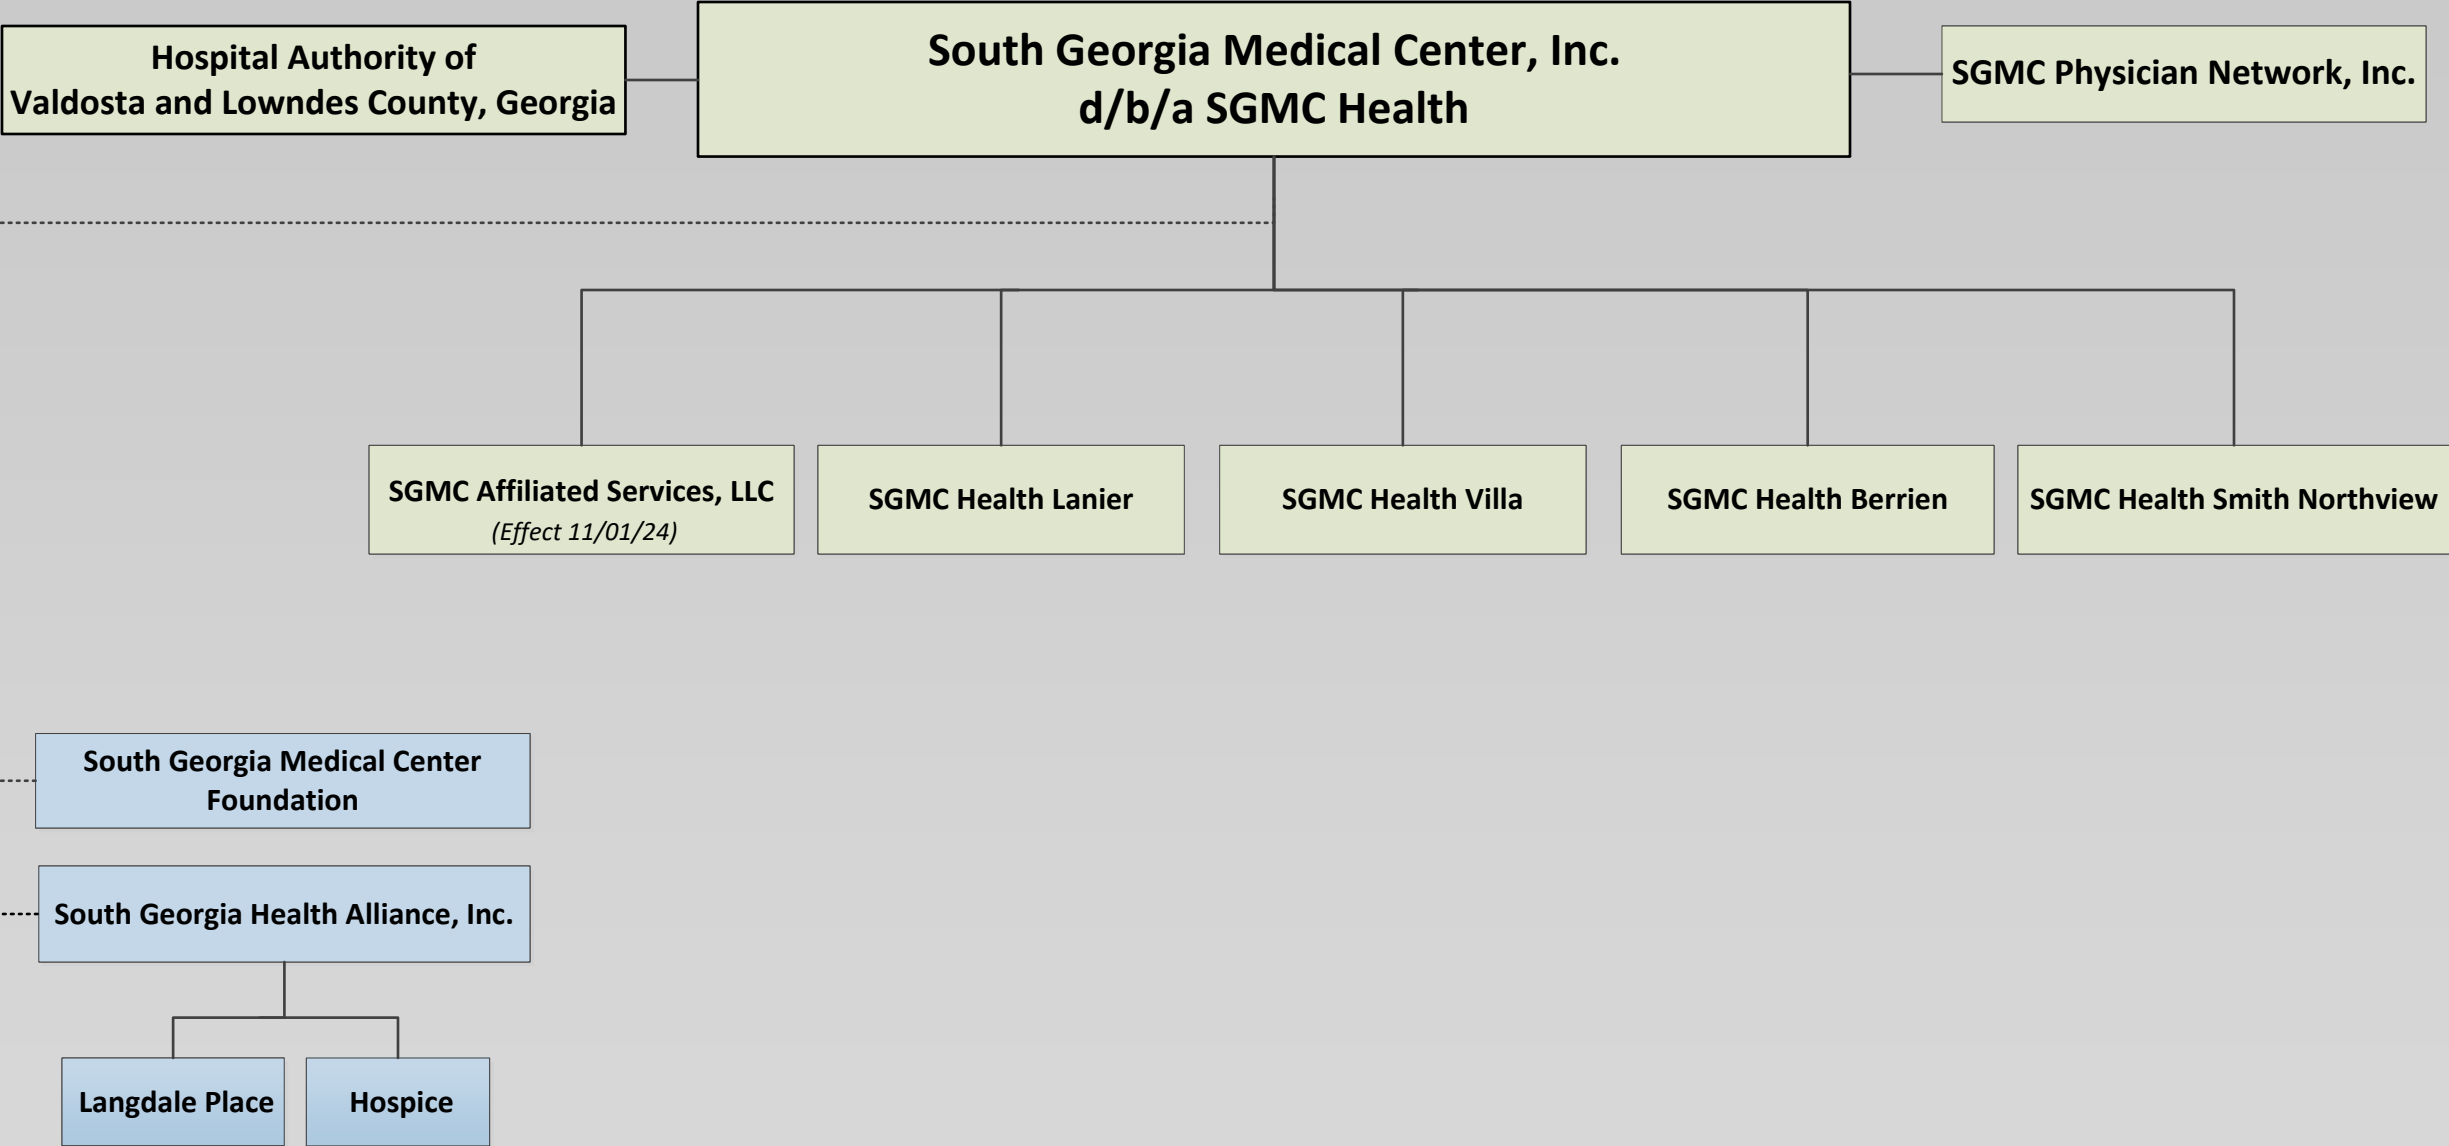 Hospital Authority of
Valdosta and Lowndes County, Georgia
South Georgia Medical Center, Inc.
d/b/a SGMC Health
SGMC Physician Network, Inc.
SGMC Affiliated Services, LLC
(Effect 11/01/24)
SGMC Health Lanier
SGMC Health Villa
SGMC Health Berrien
SGMC Health Smith Northview
South Georgia Medical Center
Foundation
South Georgia Health Alliance, Inc.
Langdale Place
Hospice